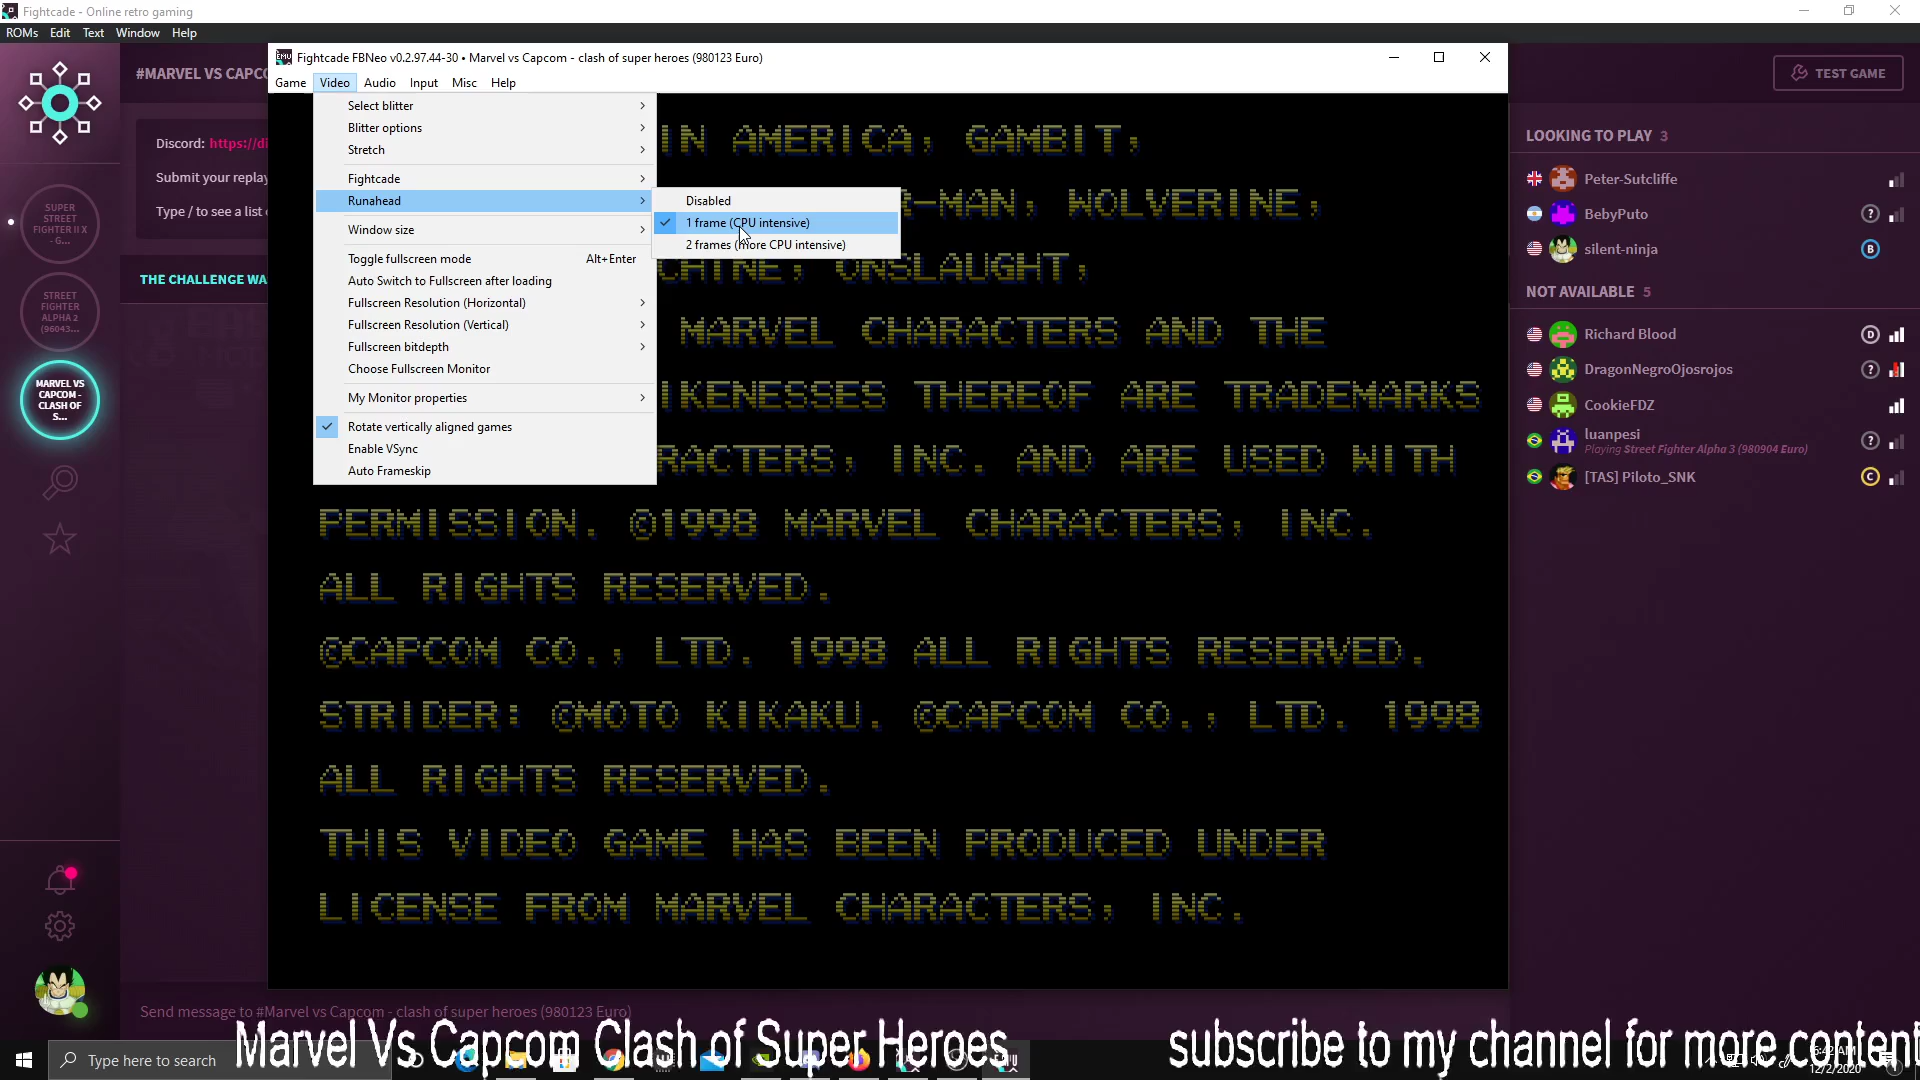 Fightcade - Online retro gaming
ROMs Edit Text Window Help
#MARVEL VS CAPCO
Discord: https://di
Submit your replay
Type / to see a list
THE CHALLENGE WA
SUPER
STREET
FIGHTER II X
- G...
STREET
FIGHTER
ALPHA 2
(96043...
MARVEL VS
CAPCOM -
CLASH OF
S...
Fightcade FBNeo v0.2.97.44-30 • Marvel vs Capcom - clash of super heroes (980123 Euro)
Game Video Audio Input Misc Help
Select blitter
Blitter options
Stretch
Fightcade
Runahead
Window size
Toggle fullscreen mode Alt+Enter
Auto Switch to Fullscreen after loading
Fullscreen Resolution (Horizontal)
Fullscreen Resolution (Vertical)
Fullscreen bitdepth
Choose Fullscreen Monitor
My Monitor properties
Rotate vertically aligned games
Enable VSync
Auto Frameskip
Disabled
1 frame (CPU intensive)
2 frames (more CPU intensive)
IN AMERICA, GAMBIT,
-MAN, WOLVERINE,
CHINE, ONSLAUGHT,
MARVEL CHARACTERS AND THE
IKENESSES THEREOF ARE TRADEMARKS
RACTERS, INC. AND ARE USED WITH
PERMISSION. ©1998 MARVEL CHARACTERS, INC.
ALL RIGHTS RESERVED.
©CAPCOM CO., LTD. 1998 ALL RIGHTS RESERVED.
STRIDER: ©MOTO KIKAKU. ©CAPCOM CO., LTD. 1998
ALL RIGHTS RESERVED.
THIS VIDEO GAME HAS BEEN PRODUCED UNDER
LICENSE FROM MARVEL CHARACTERS, INC.
TEST GAME
LOOKING TO PLAY 3
Peter-Sutcliffe
BebyPuto ?
silent-ninja B
NOT AVAILABLE 5
Richard Blood D
DragonNegroOjosrojos ?
CookieFDZ
luanpesi ?
Playing Street Fighter Alpha 3 (980904 Euro)
[TAS] Piloto_SNK C
Send message to #Marvel vs Capcom - clash of super heroes (980123 Euro)
Marvel Vs Capcom Clash of Super Heroes
subscribe to my channel for more content
Type here to search
12/2/2020